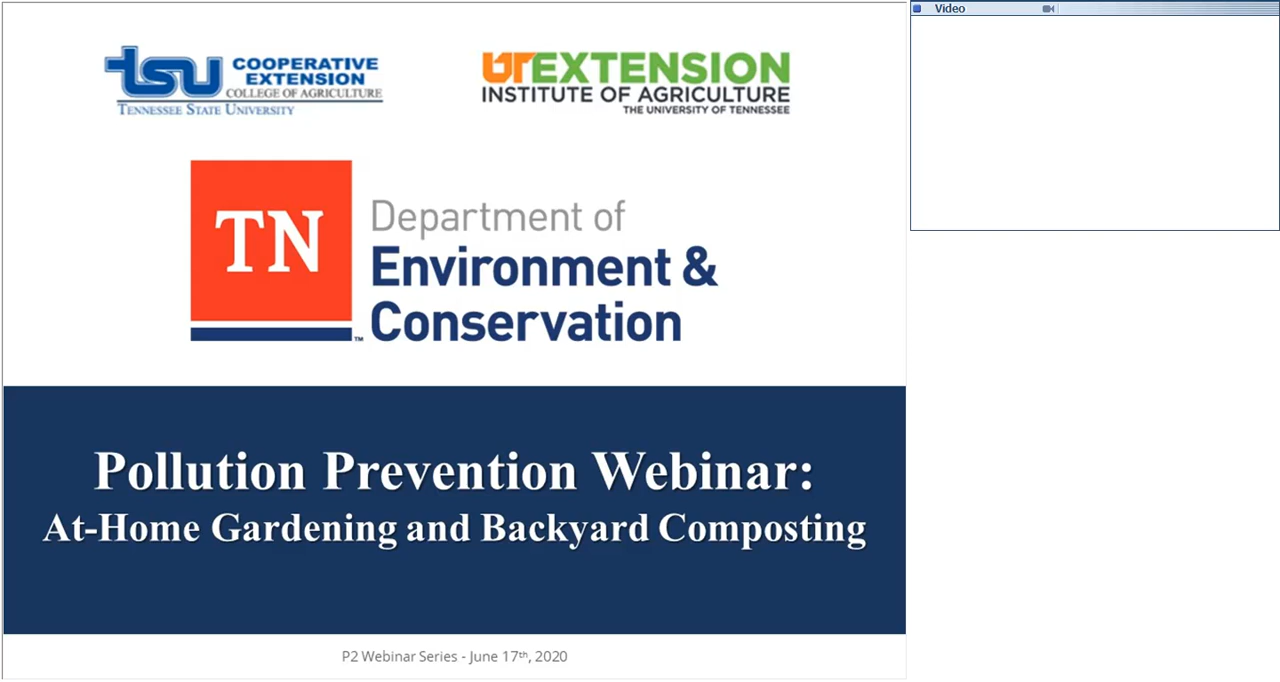 tsu COOPERATIVE
EXTENSION
COLLEGE OF AGRICULTURE
TENNESSEE STATE UNIVERSITY
UT EXTENSION
INSTITUTE OF AGRICULTURE
THE UNIVERSITY OF TENNESSEE
TN
™
Department of
Environment &
Conservation
Pollution Prevention Webinar:
At-Home Gardening and Backyard Composting
P2 Webinar Series - June 17th, 2020
Video